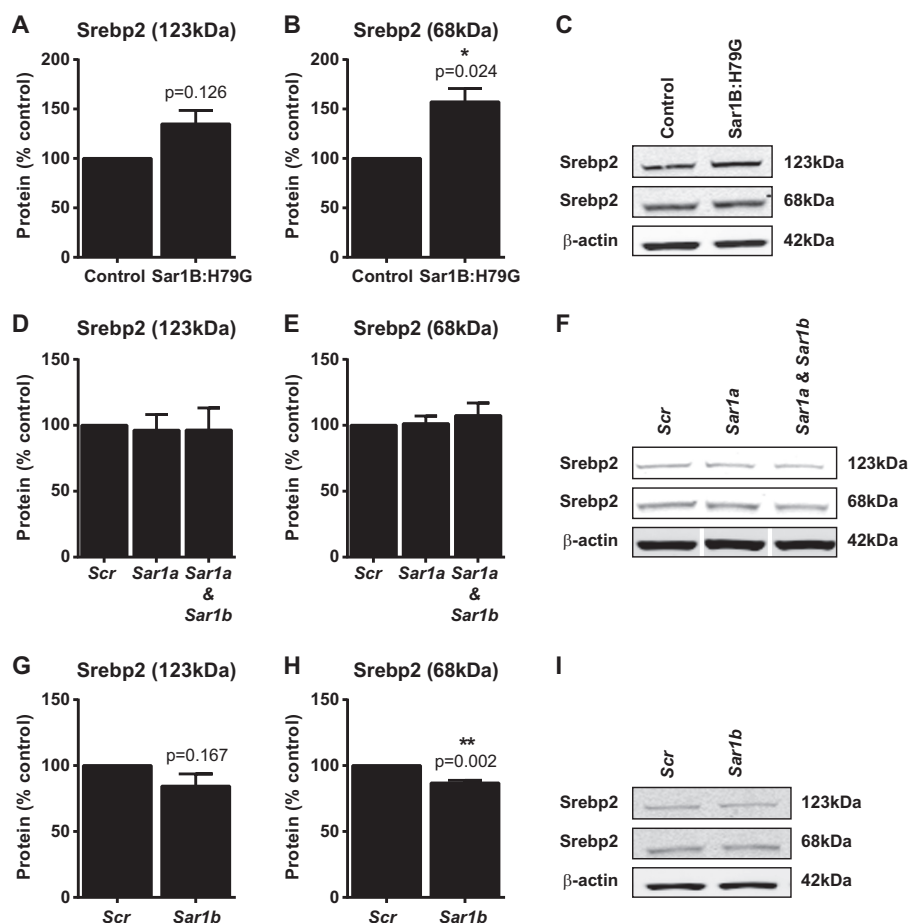 A
Srebp2 (123kDa)
Protein (% control)
200
150
100
50
0
p=0.126
Control
Sar1B:H79G
B
Srebp2 (68kDa)
Protein (% control)
200
150
100
50
0
*
p=0.024
Control
Sar1B:H79G
C
Control
Sar1B:H79G
Srebp2
123kDa
Srebp2
68kDa
β-actin
42kDa
D
Srebp2 (123kDa)
Protein (% control)
150
100
50
0
Scr
Sar1a
Sar1a
&
Sar1b
E
Srebp2 (68kDa)
Protein (% control)
150
100
50
0
Scr
Sar1a
Sar1a
&
Sar1b
F
Scr
Sar1a
Sar1a & Sar1b
Srebp2
123kDa
Srebp2
68kDa
β-actin
42kDa
G
Srebp2 (123kDa)
Protein (% control)
150
100
50
0
p=0.167
Scr
Sar1b
H
Srebp2 (68kDa)
Protein (% control)
150
100
50
0
**
p=0.002
Scr
Sar1b
I
Scr
Sar1b
Srebp2
123kDa
Srebp2
68kDa
β-actin
42kDa